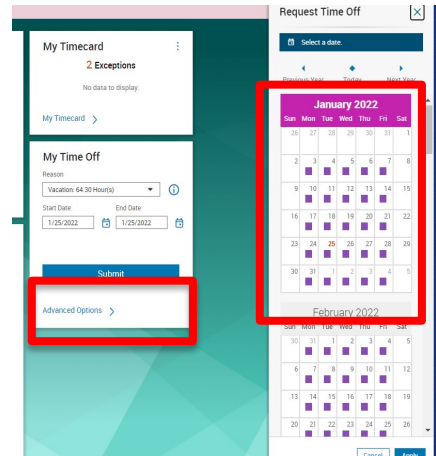 My Timecard
2 Exceptions
No data to display.
My Timecard
My Time Off
Reason
Vacation: 64.30 Hour(s)
Start Date End Date
1/25/2022 1/25/2022
Submit
Advanced Options
Request Time Off
Select a date.
Previous Year Today Next Year
January 2022
Sun Mon Tue Wed Thu Fri Sat
26 27 28 29 30 31 1
2 3 4 5 6 7 8
9 10 11 12 13 14 15
16 17 18 19 20 21 22
23 24 25 26 27 28 29
30 31 1 2 3 4 5
February 2022
Sun Mon Tue Wed Thu Fri Sat
30 31 1 2 3 4 5
6 7 8 9 10 11 12
13 14 15 16 17 18 19
20 21 22 23 24 25 26
Cancel Apply